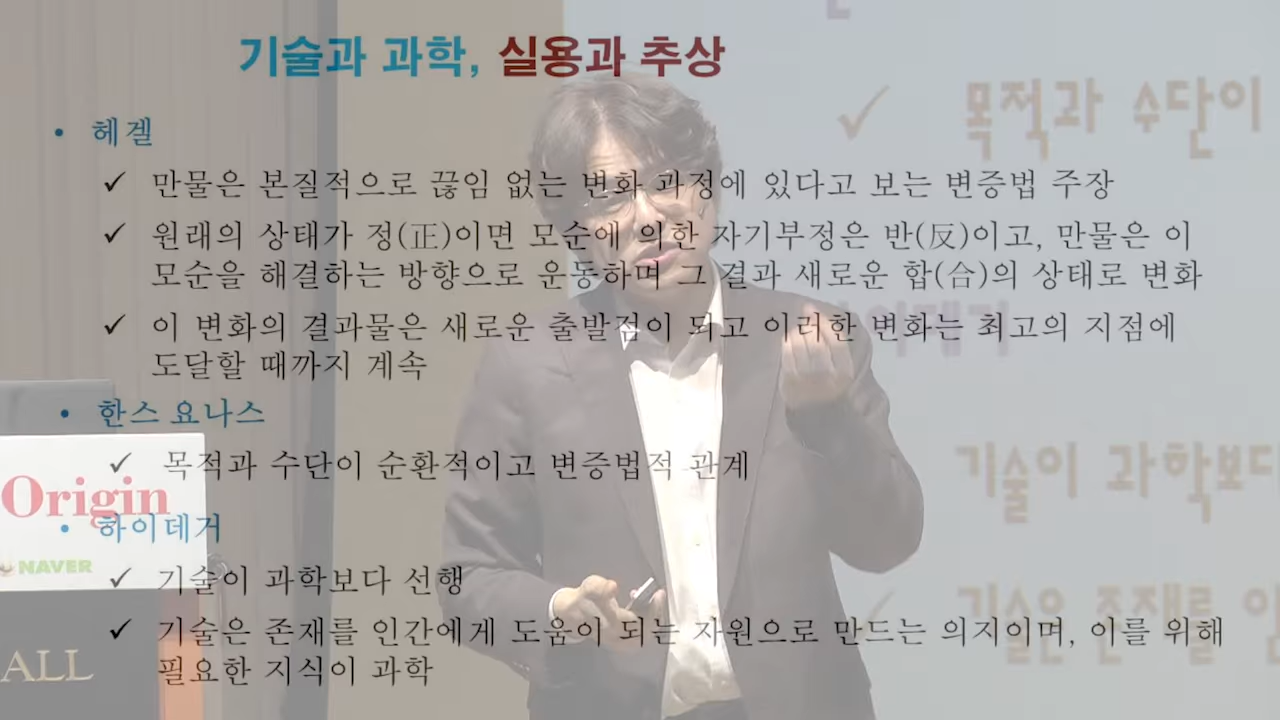 기술과 과학, 실용과 추상
• 헤겔
✓ 만물은 본질적으로 끊임 없는 변화 과정에 있다고 보는 변증법 주장
✓ 원래의 상태가 정(正)이면 모순에 의한 자기부정은 반(反)이고, 만물은 이
모순을 해결하는 방향으로 운동하며 그 결과 새로운 합(合)의 상태로 변화
✓ 이 변화의 결과물은 새로운 출발점이 되고 이러한 변화는 최고의 지점에
도달할 때까지 계속
• 한스 요나스
✓ 목적과 수단이 순환적이고 변증법적 관계
• 하이데거
✓ 기술이 과학보다 선행
✓ 기술은 존재를 인간에게 도움이 되는 자원으로 만드는 의지이며, 이를 위해
필요한 지식이 과학
✓ 목적과 수단이
이데거
기술이 과학보다
✓ 기술은 존재를 인
Origin
NAVER
ALL